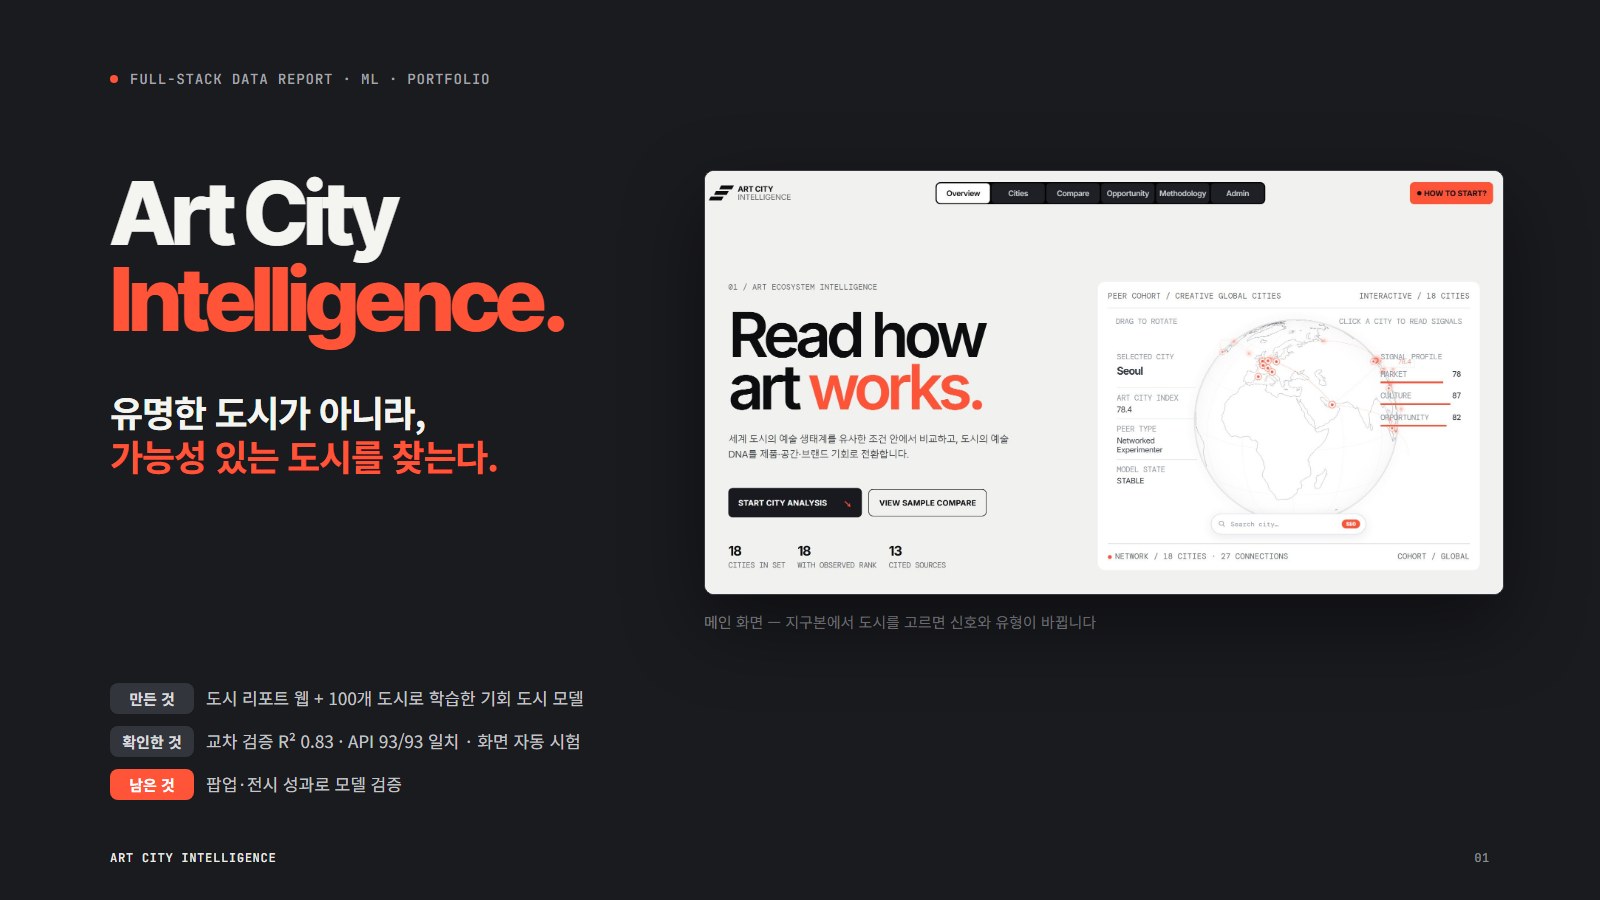 FULL-STACK DATA REPORT · ML · PORTFOLIO
Art City
Intelligence.
유명한 도시가 아니라,
가능성 있는 도시를 찾는다.
ART CITY
INTELLIGENCE
Overview
Cities
Compare
Opportunity
Methodology
Admin
HOW TO START?
01 / ART ECOSYSTEM INTELLIGENCE
Read how
art works.
세계 도시의 예술 생태계를 유사한 조건 안에서 비교하고, 도시의 예술
DNA를 제품·공간·브랜드 기회로 전환합니다.
START CITY ANALYSIS ↘
VIEW SAMPLE COMPARE
18
CITIES IN SET
18
WITH OBSERVED RANK
13
CITED SOURCES
PEER COHORT / CREATIVE GLOBAL CITIES
INTERACTIVE / 18 CITIES
DRAG TO ROTATE
CLICK A CITY TO READ SIGNALS
SELECTED CITY
Seoul
ART CITY INDEX
78.4
PEER TYPE
Networked
Experimenter
MODEL STATE
STABLE
SIGNAL PROFILE
78.4
MARKET 76
CULTURE 87
OPPORTUNITY 82
Search city…
NETWORK / 18 CITIES · 27 CONNECTIONS
COHORT / GLOBAL
메인 화면 — 지구본에서 도시를 고르면 신호와 유형이 바뀝니다
만든 것 도시 리포트 웹 + 100개 도시로 학습한 기회 도시 모델
확인한 것 교차 검증 R² 0.83 · API 93/93 일치 · 화면 자동 시험
남은 것 팝업·전시 성과로 모델 검증
ART CITY INTELLIGENCE
01